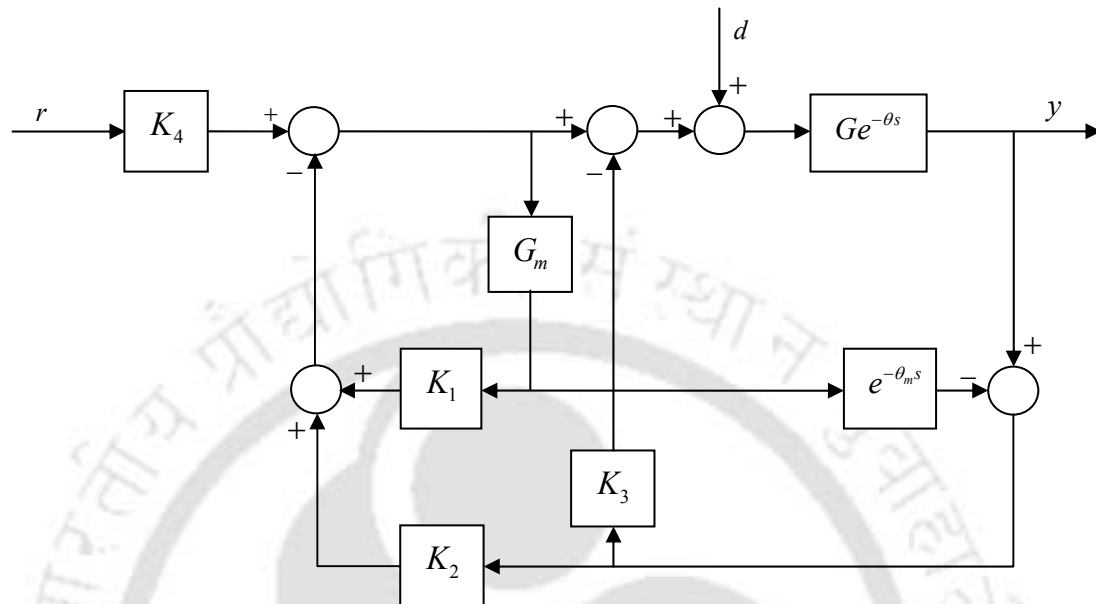 d
r
K₄
+
−
+
−
+
+
Ge^{−θs}
y
G_m
+
+
K₁
e^{−θ_m s}
−
+
K₃
K₂